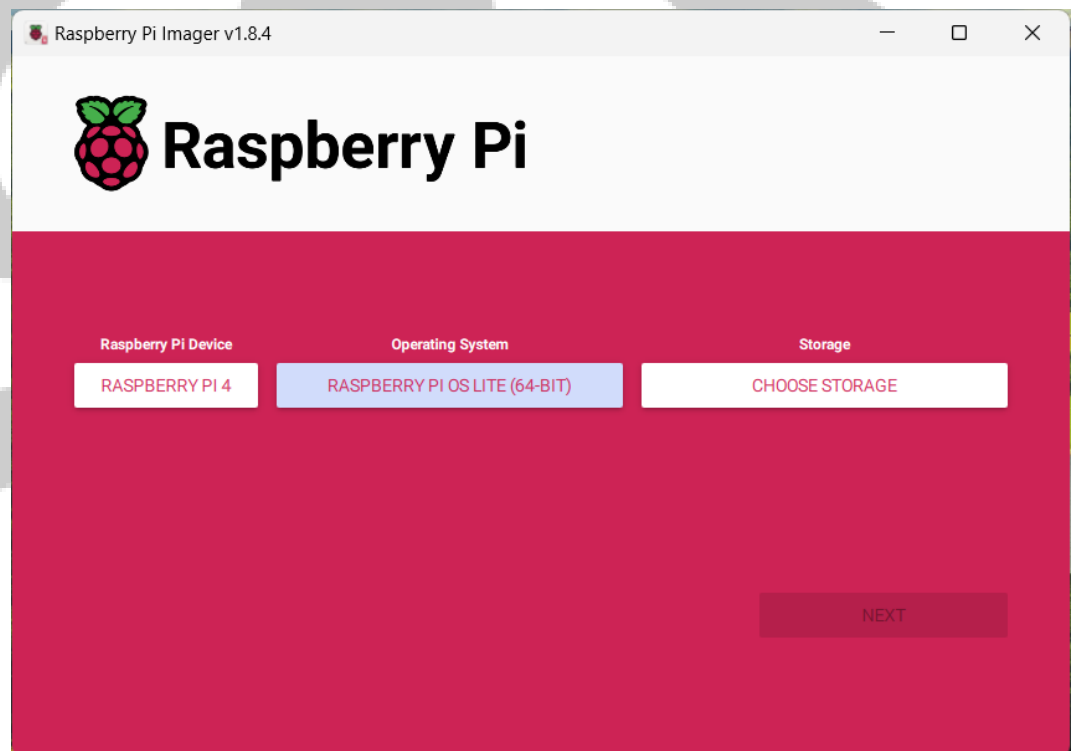 Raspberry Pi Imager v1.8.4
Raspberry Pi
Raspberry Pi Device Operating System Storage
RASPBERRY PI 4 RASPBERRY PI OS LITE (64-BIT) CHOOSE STORAGE
NEXT